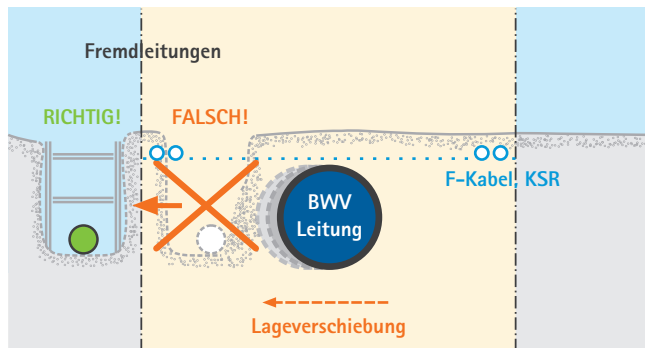 Fremdleitungen
RICHTIG!
FALSCH!
F-Kabel, KSR
BWV
Leitung
Lageverschiebung